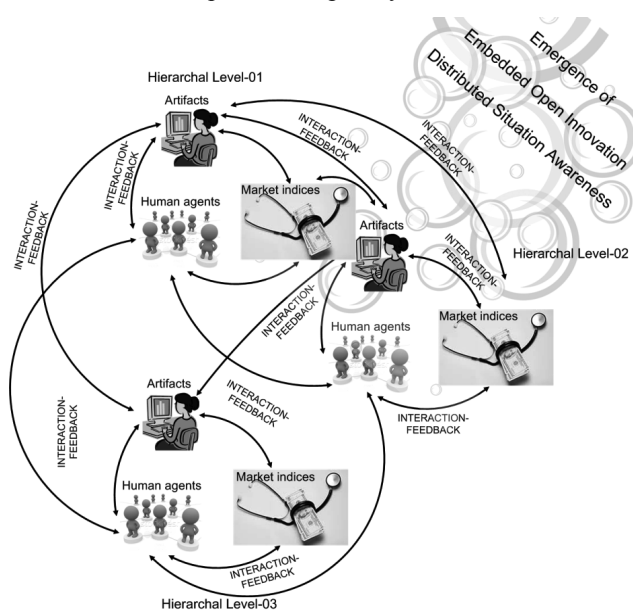 Emergence of
Embedded Open Innovation
Distributed Situation Awareness
Hierarchal Level-01
Artifacts
INTERACTION-
FEEDBACK
INTERACTION-
FEEDBACK
INTERACTION-
FEEDBACK
INTERACTION-
FEEDBACK
Human agents
Market indices
Artifacts
Hierarchal Level-02
INTERACTION-
FEEDBACK
INTERACTION-
FEEDBACK
Human agents
Market indices
INTERACTION-
FEEDBACK
Artifacts
INTERACTION-
FEEDBACK
INTERACTION-
FEEDBACK
Human agents
Market indices
INTERACTION-
FEEDBACK
Hierarchal Level-03